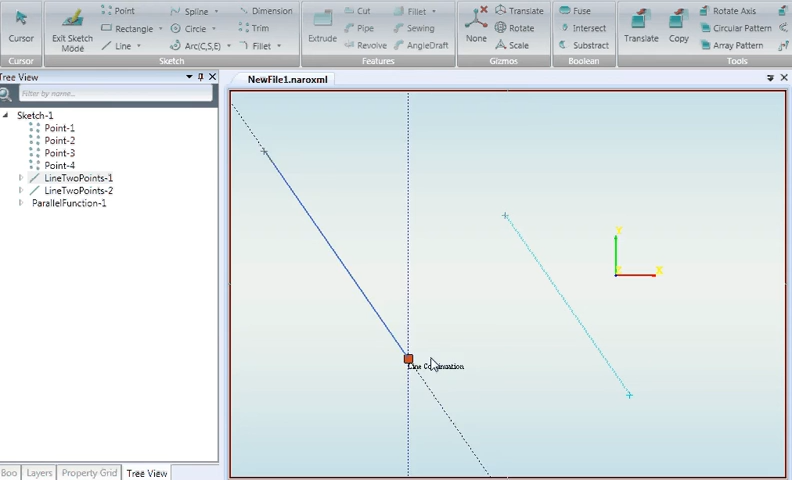 Cursor
Exit Sketch
Mode
Point
Rectangle
Line
Spline
Circle
Arc(C,S,E)
Trim
Fillet
Extrude
Cut
Pipe
Revolve
Fillet
Sewing
AngleDraft
None
Translate
Rotate
Scale
Fuse
Intersect
Subtract
Translate
Copy
Rotate Axis
Circular Pattern
Array Pattern
Cursor
Sketch
Features
Gizmos
Boolean
Tools
Tree View
NewFile1.naroxml
Filter by name...
Sketch-1
Point-1
Point-2
Point-3
Point-4
LineTwoPoints-1
LineTwoPoints-2
ParallelFunction-1
Y
Z
X
Boo
Layers
Property Grid
Tree View